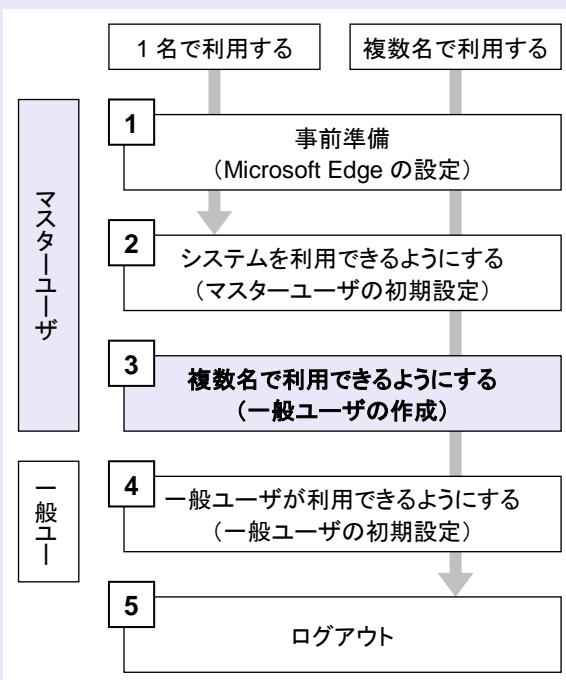 1 名で利用する
複数名で利用する
マスターユーザ
1
事前準備
（Microsoft Edge の設定）
2
システムを利用できるようにする
（マスターユーザの初期設定）
3
複数名で利用できるようにする
（一般ユーザの作成）
一般ユー
4
一般ユーザが利用できるようにする
（一般ユーザの初期設定）
5
ログアウト